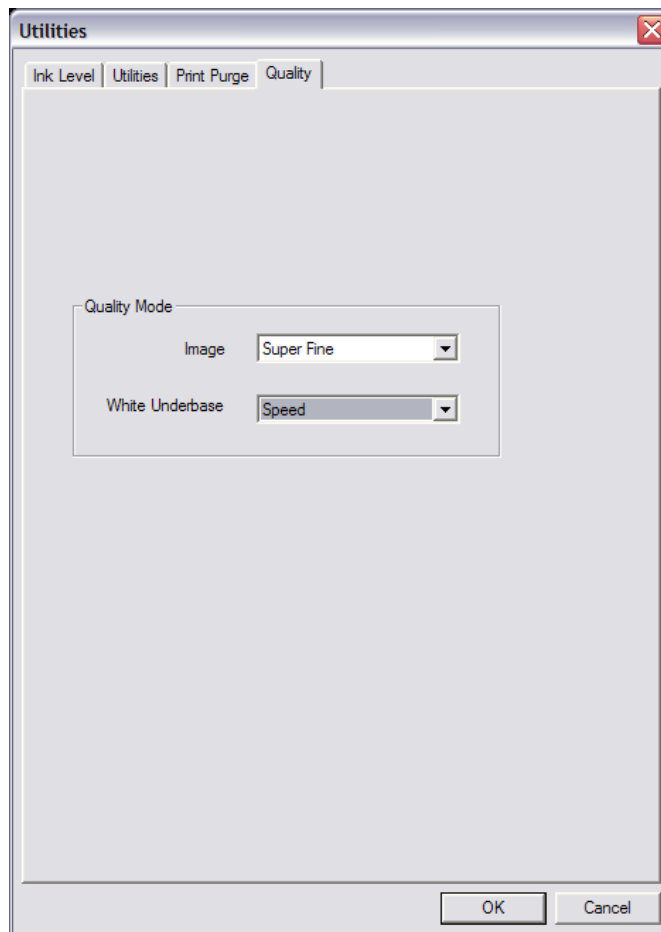 Utilities
Ink Level Utilities Print Purge Quality
Quality Mode
Image Super Fine
White Underbase Speed
OK Cancel